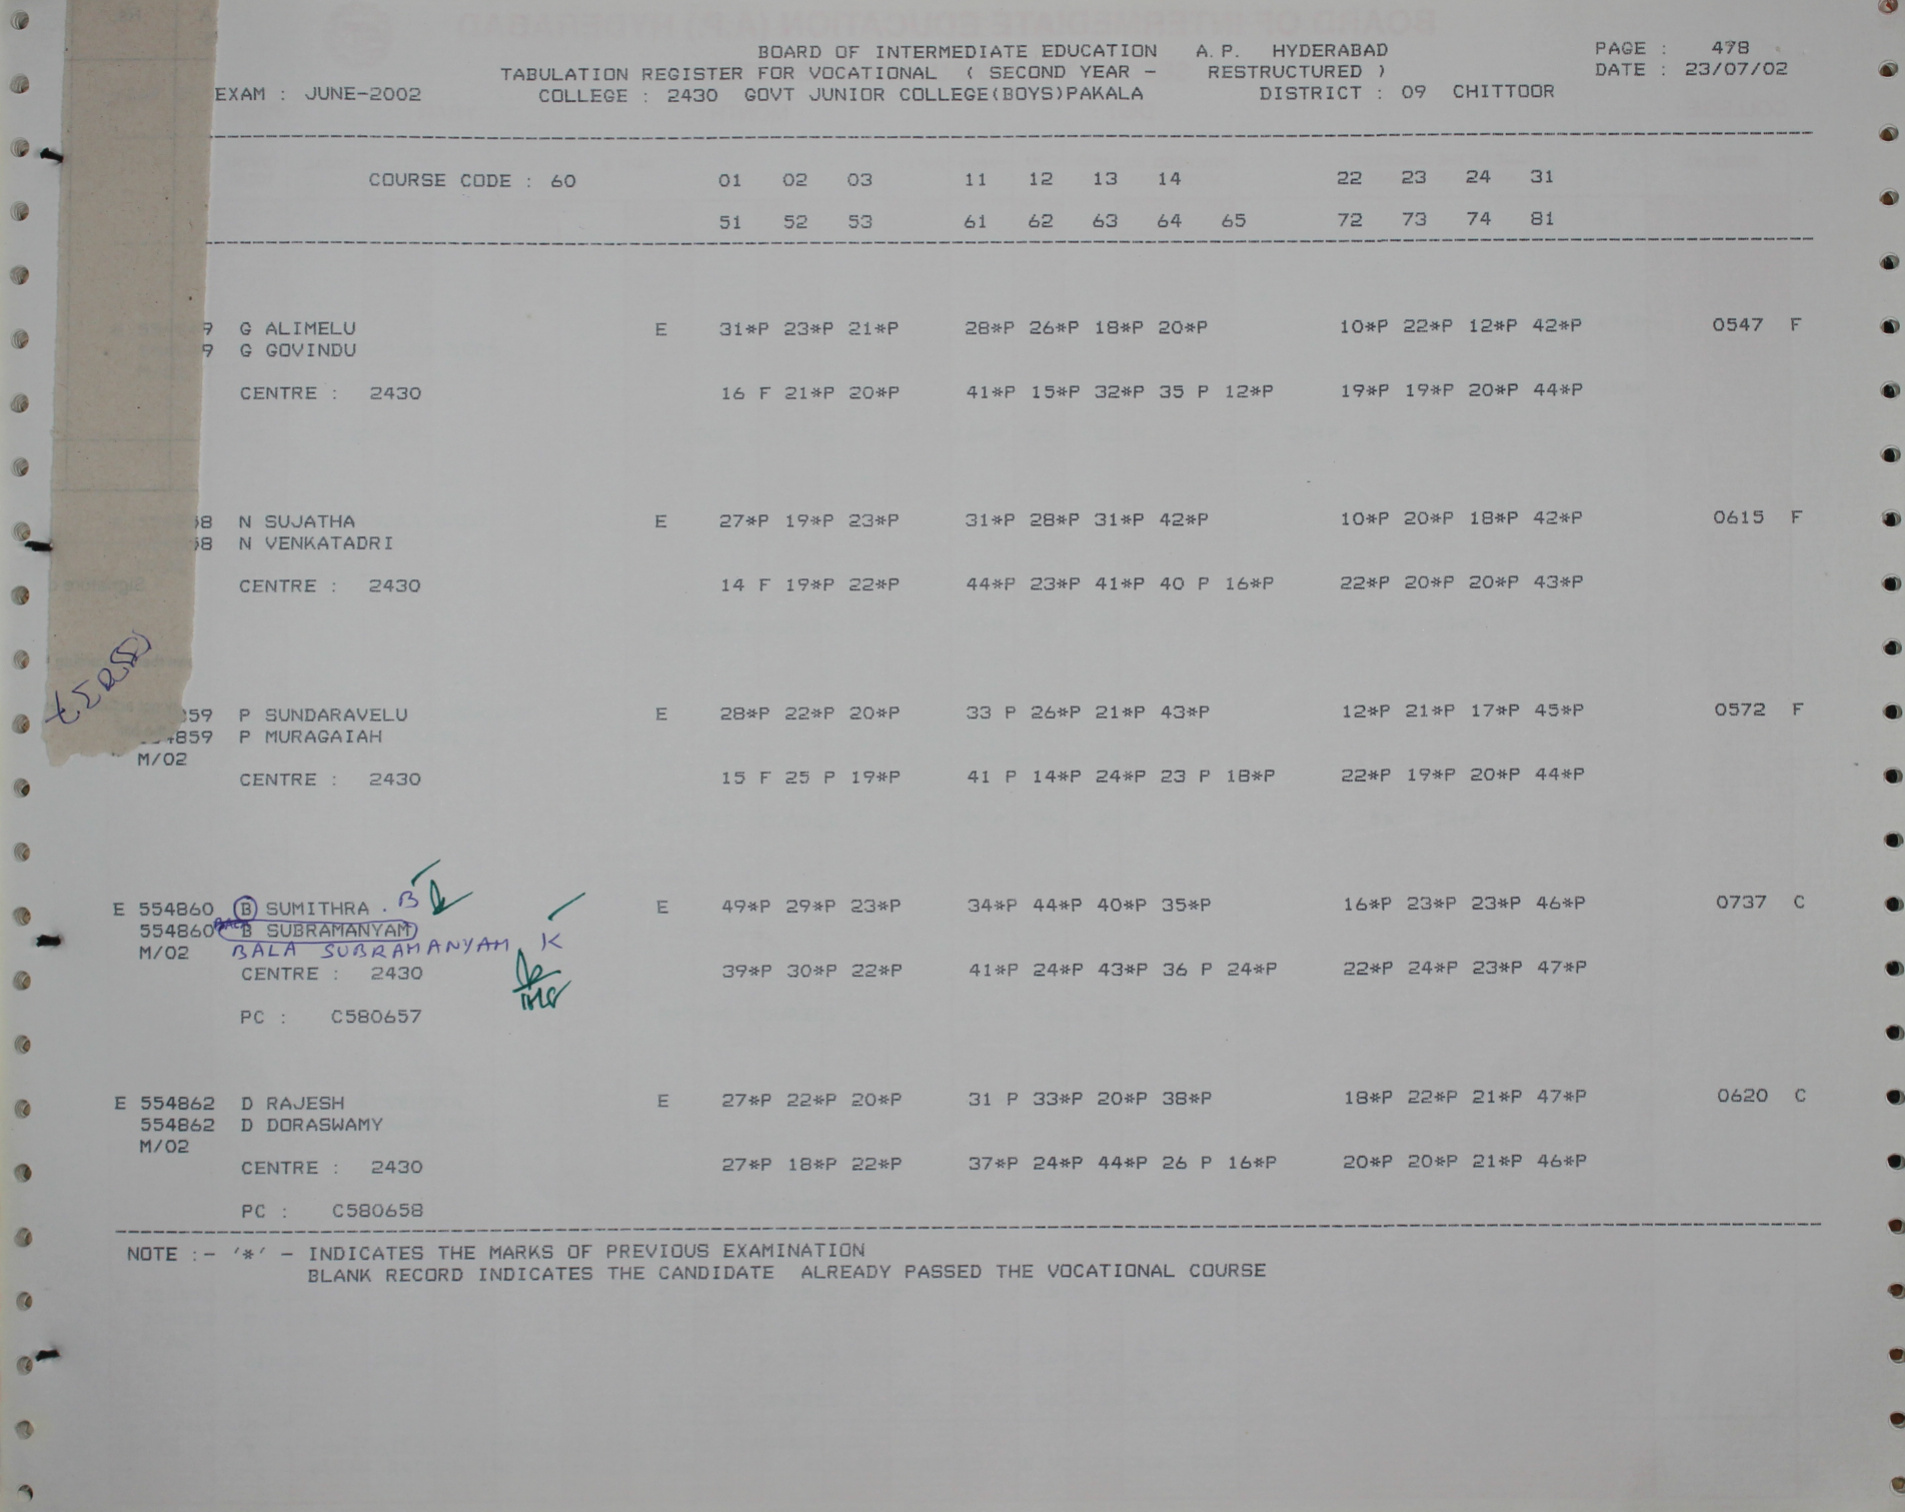 BOARD OF INTERMEDIATE EDUCATION A.P. HYDERABAD PAGE : 478
TABULATION REGISTER FOR VOCATIONAL ( SECOND YEAR - RESTRUCTURED ) DATE : 23/07/02
EXAM : JUNE-2002 COLLEGE : 2430 GOVT JUNIOR COLLEGE(BOYS)PAKALA DISTRICT : 09 CHITTOOR
COURSE CODE : 60 01 02 03 11 12 13 14 22 23 24 31
51 52 53 61 62 63 64 65 72 73 74 81
9 G ALIMELU E 31*P 23*P 21*P 28*P 26*P 18*P 20*P 10*P 22*P 12*P 42*P 0547 F
9 G GOVINDU
CENTRE : 2430 16 F 21*P 20*P 41*P 15*P 32*P 35 P 12*P 19*P 19*P 20*P 44*P
8 N SUJATHA E 27*P 19*P 23*P 31*P 28*P 31*P 42*P 10*P 20*P 18*P 42*P 0615 F
8 N VENKATADRI
CENTRE : 2430 14 F 19*P 22*P 44*P 23*P 41*P 40 P 16*P 22*P 20*P 20*P 43*P
59 P SUNDARAVELU E 28*P 22*P 20*P 33 P 26*P 21*P 43*P 12*P 21*P 17*P 45*P 0572 F
4859 P MURAGAIAH
M/02
CENTRE : 2430 15 F 25 P 19*P 41 P 14*P 24*P 23 P 18*P 22*P 19*P 20*P 44*P
E 554860 B SUMITHRA . B E 49*P 29*P 23*P 34*P 44*P 40*P 35*P 16*P 23*P 23*P 46*P 0737 C
554860 BALA B SUBRAMANYAM
M/02 BALA SUBRAMANYAM K
CENTRE : 2430 39*P 30*P 22*P 41*P 24*P 43*P 36 P 24*P 22*P 24*P 23*P 47*P
PC : C580657
E 554862 D RAJESH E 27*P 22*P 20*P 31 P 33*P 20*P 38*P 18*P 22*P 21*P 47*P 0620 C
554862 D DORASWAMY
M/02
CENTRE : 2430 27*P 18*P 22*P 37*P 24*P 44*P 26 P 16*P 20*P 20*P 21*P 46*P
PC : C580658
NOTE :- '*' - INDICATES THE MARKS OF PREVIOUS EXAMINATION
BLANK RECORD INDICATES THE CANDIDATE ALREADY PASSED THE VOCATIONAL COURSE